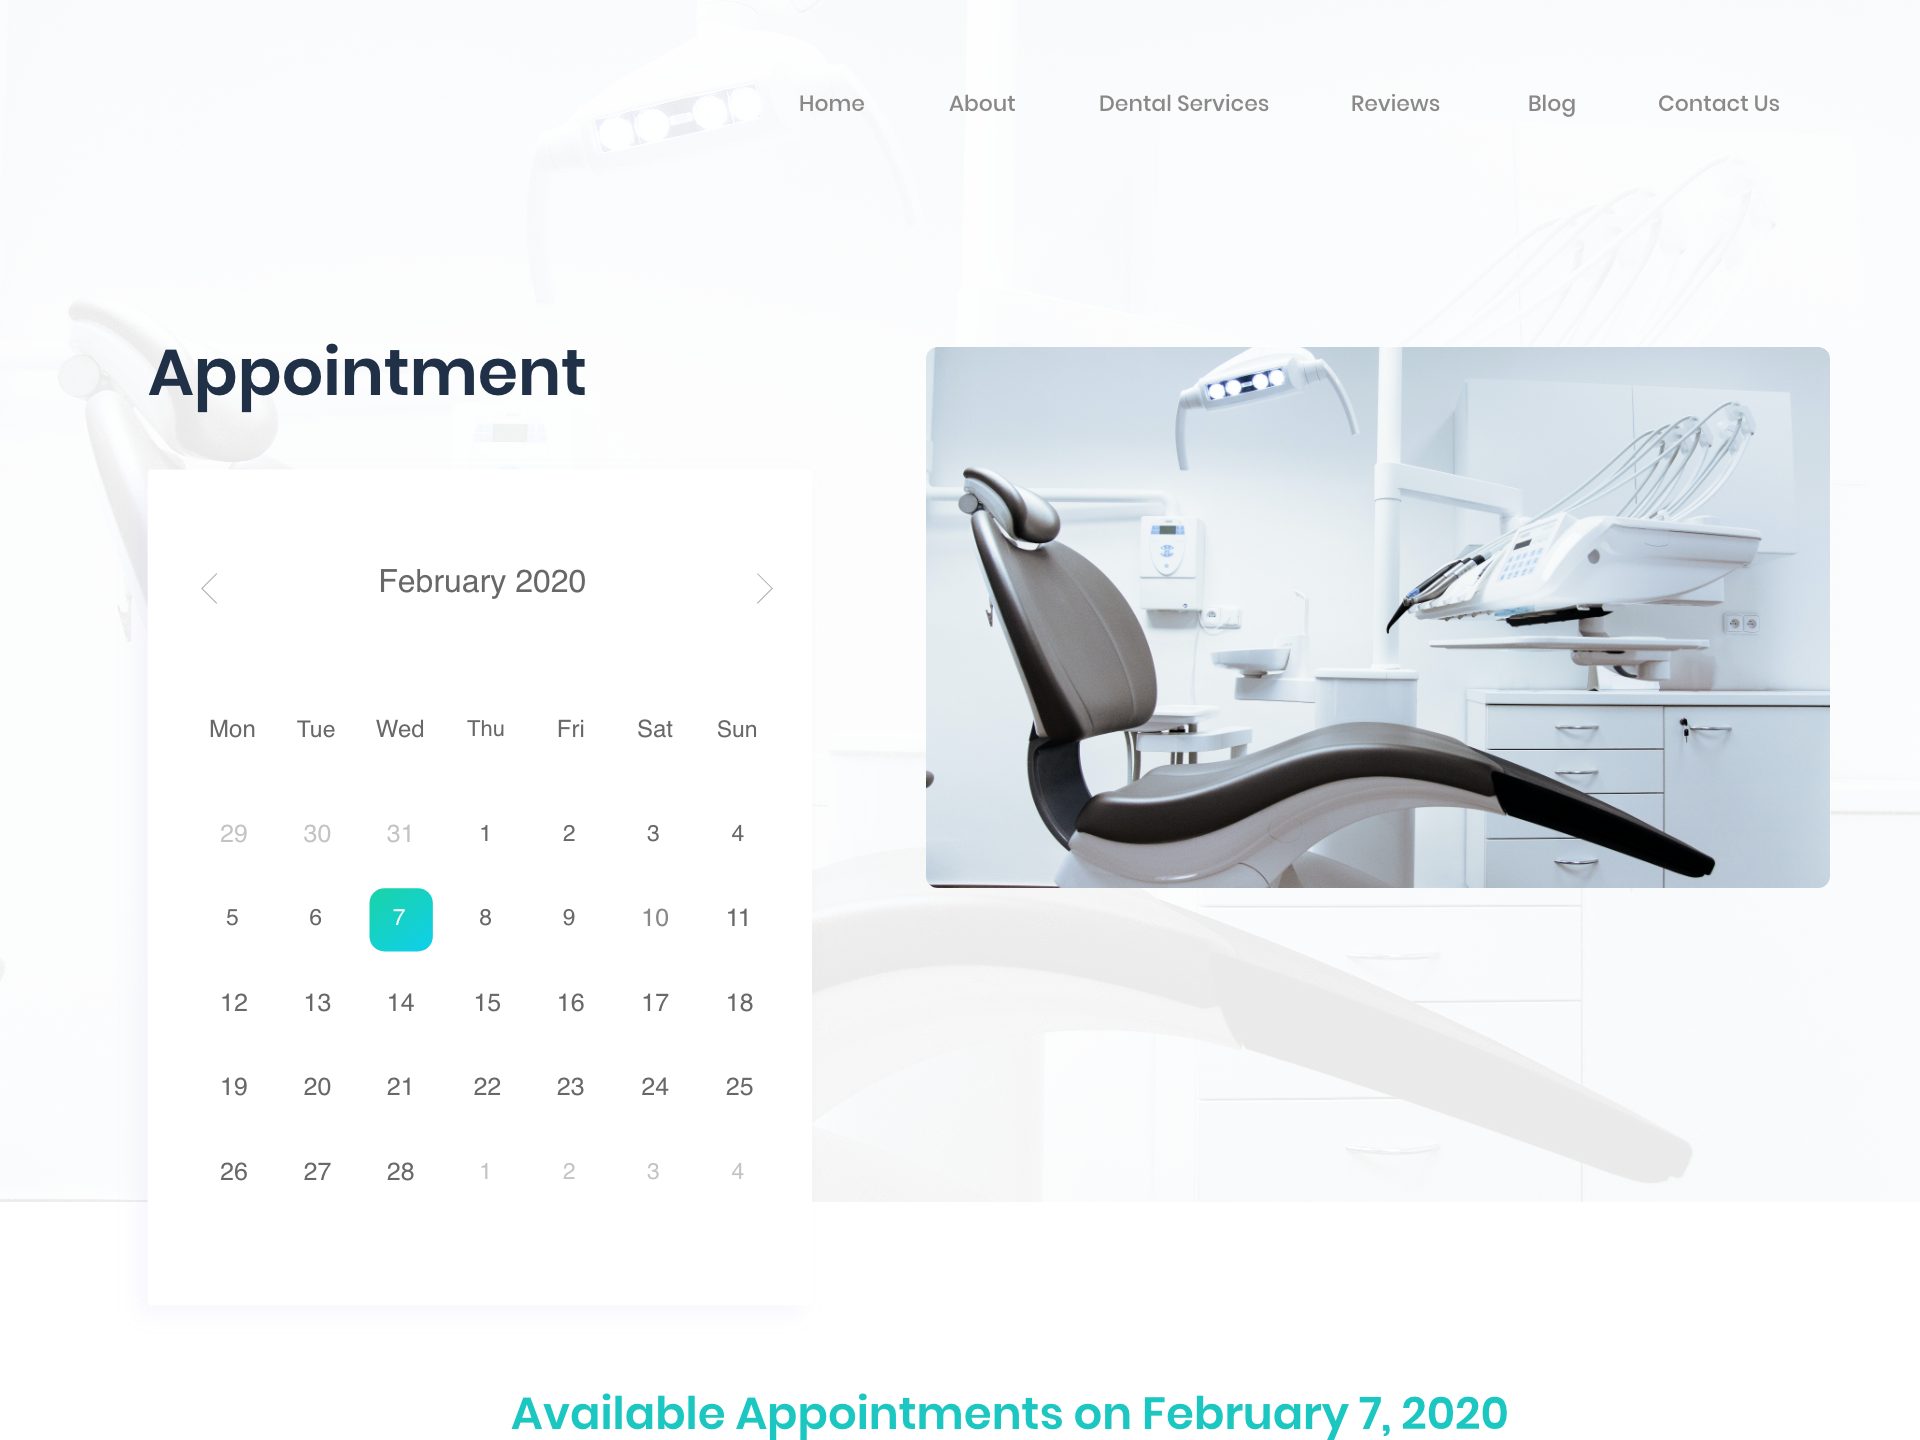 Home About Dental Services Reviews Blog Contact Us
Appointment
February 2020
Mon Tue Wed Thu Fri Sat Sun
29 30 31 1 2 3 4
5 6 7 8 9 10 11
12 13 14 15 16 17 18
19 20 21 22 23 24 25
26 27 28 1 2 3 4
Available Appointments on February 7, 2020